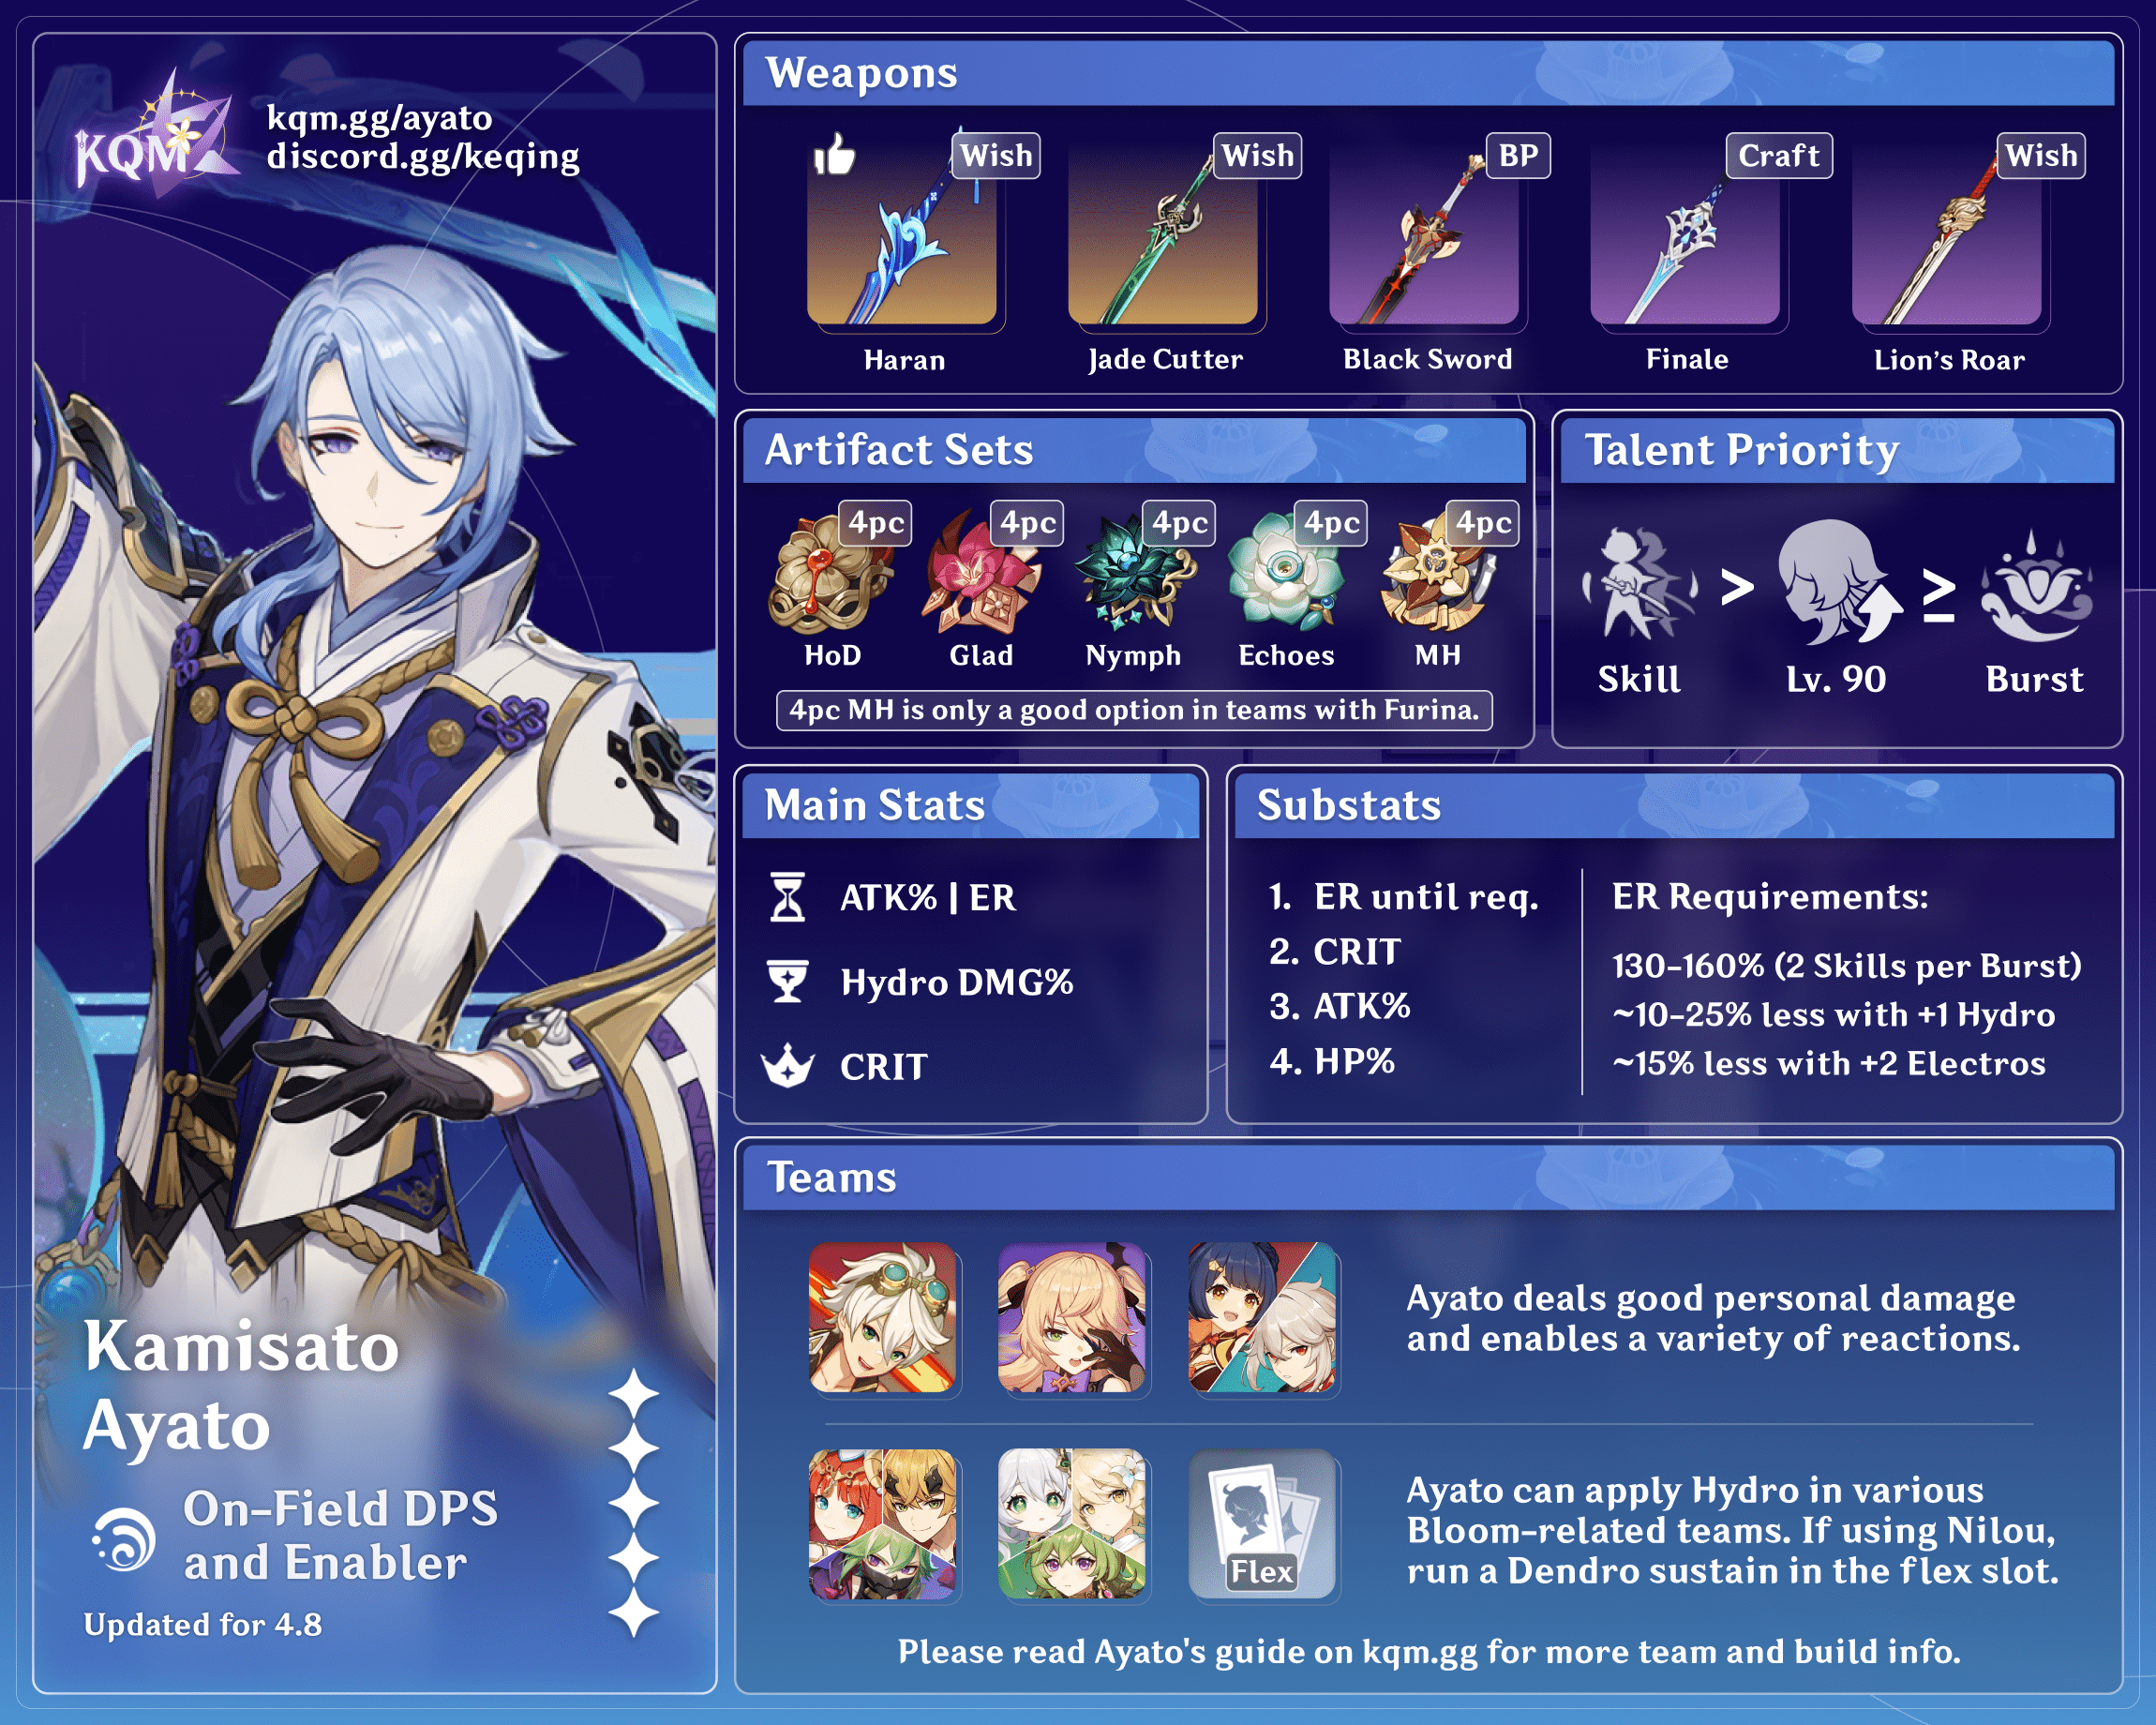 KQM
kqm.gg/ayato
discord.gg/keqing
Kamisato
Ayato
On-Field DPS
and Enabler
Updated for 4.8
Weapons
Wish
Wish
BP
Craft
Wish
Haran
Jade Cutter
Black Sword
Finale
Lion's Roar
Artifact Sets
4pc
4pc
4pc
4pc
4pc
HoD
Glad
Nymph
Echoes
MH
4pc MH is only a good option in teams with Furina.
Talent Priority
>
≥
Skill
Lv. 90
Burst
Main Stats
ATK% | ER
Hydro DMG%
CRIT
Substats
1. ER until req.
2. CRIT
3. ATK%
4. HP%
ER Requirements:
130-160% (2 Skills per Burst)
~10-25% less with +1 Hydro
~15% less with +2 Electros
Teams
Ayato deals good personal damage
and enables a variety of reactions.
Flex
Ayato can apply Hydro in various
Bloom-related teams. If using Nilou,
run a Dendro sustain in the flex slot.
Please read Ayato's guide on kqm.gg for more team and build info.